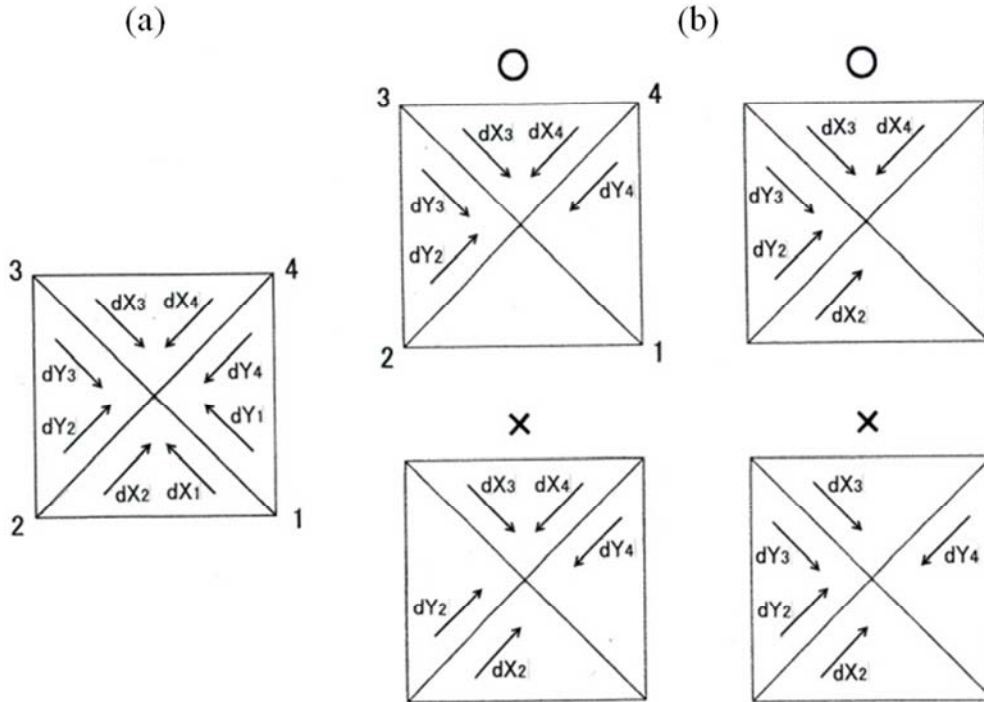 (a) (b)
○ ○
3 4
dX3 dX4 dX3 dX4
dY3 dY4 dY3
dY2 dY2
dX2
2 1
3 4
dX3 dX4
dY3 dY4
dY2 dY1
dX2 dX1
2 1
× ×
dX3 dX4 dX3
dY4 dY3 dY4
dY2 dY2
dX2 dX2